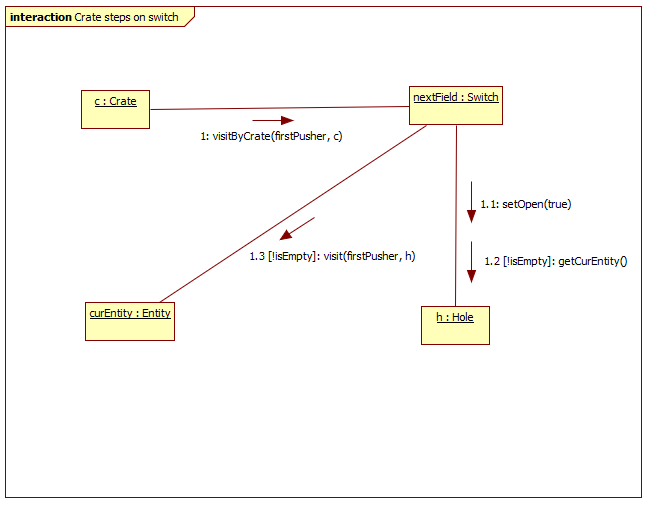 interaction Crate steps on switch
c : Crate
nextField : Switch
1: visitByCrate(firstPusher, c)
1.1: setOpen(true)
1.3 [!isEmpty]: visit(firstPusher, h)
1.2 [!isEmpty]: getCurEntity()
curEntity : Entity
h : Hole